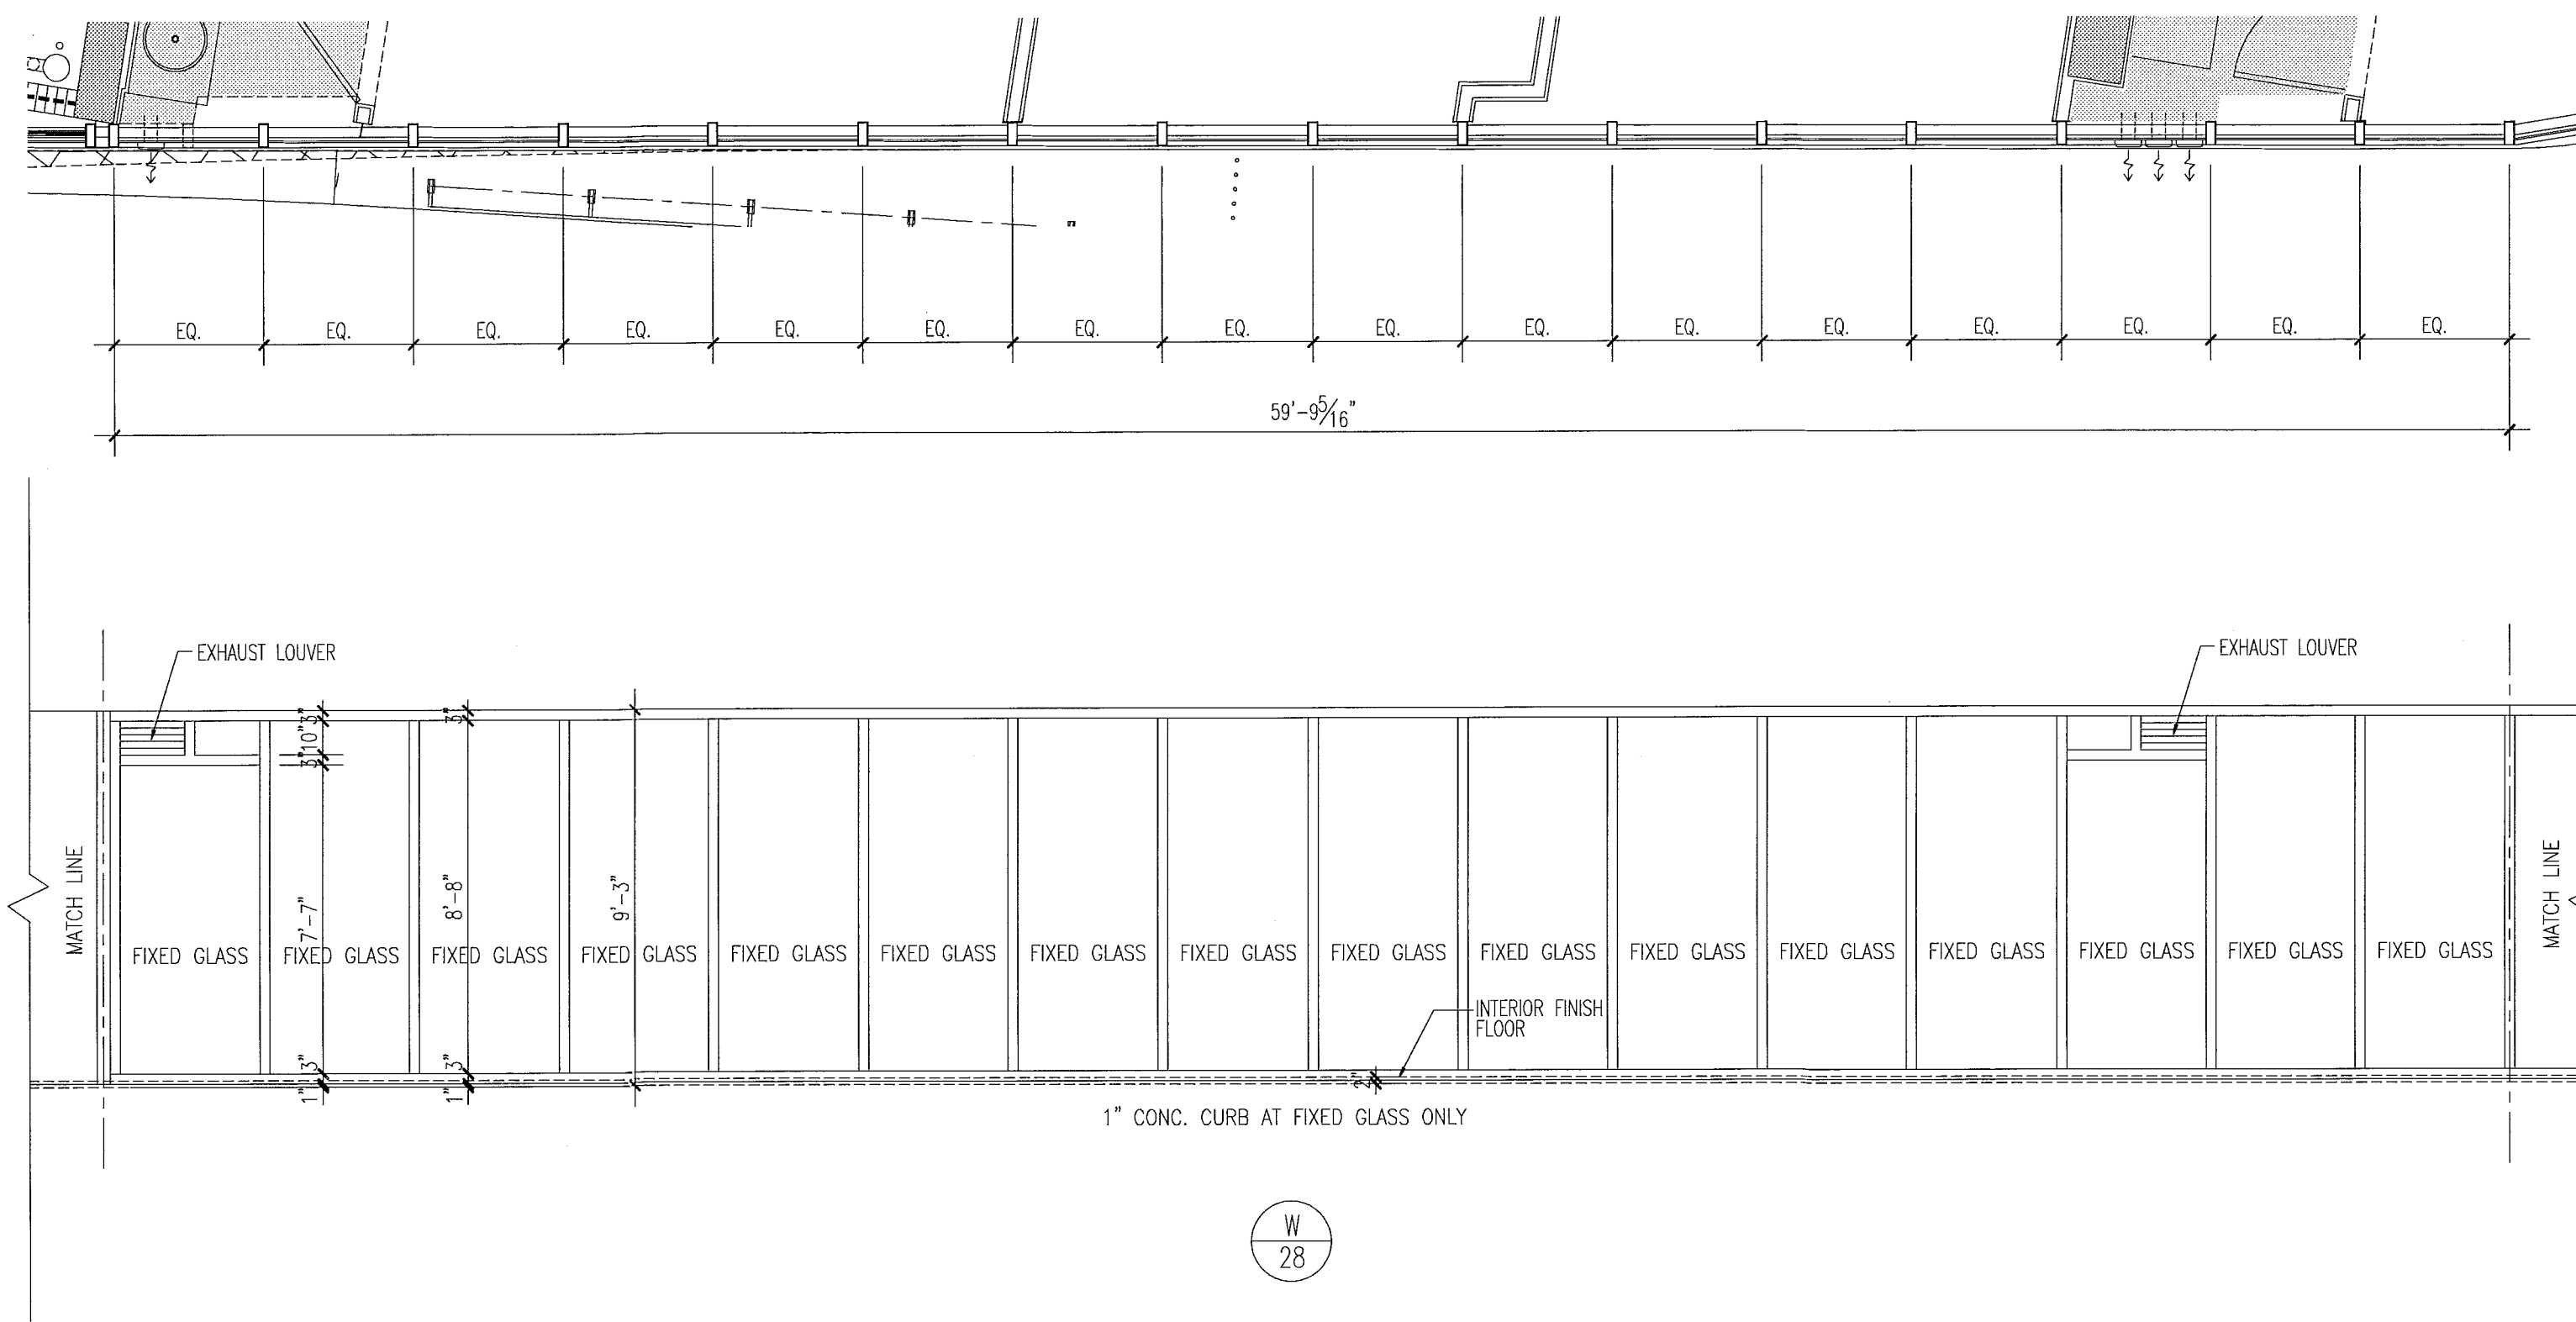 EQ. EQ. EQ. EQ. EQ. EQ. EQ. EQ. EQ. EQ. EQ. EQ. EQ. EQ. EQ. EQ.
59'-9 5/16"
EXHAUST LOUVER
EXHAUST LOUVER
3"
10"
3"
7'-7"
3"
1"
3"
8'-8"
3"
1"
9'-3"
MATCH LINE
FIXED GLASS FIXED GLASS FIXED GLASS FIXED GLASS FIXED GLASS FIXED GLASS FIXED GLASS FIXED GLASS FIXED GLASS FIXED GLASS FIXED GLASS FIXED GLASS FIXED GLASS FIXED GLASS FIXED GLASS FIXED GLASS
MATCH LINE
INTERIOR FINISH
FLOOR
2"
1" CONC. CURB AT FIXED GLASS ONLY
W
28